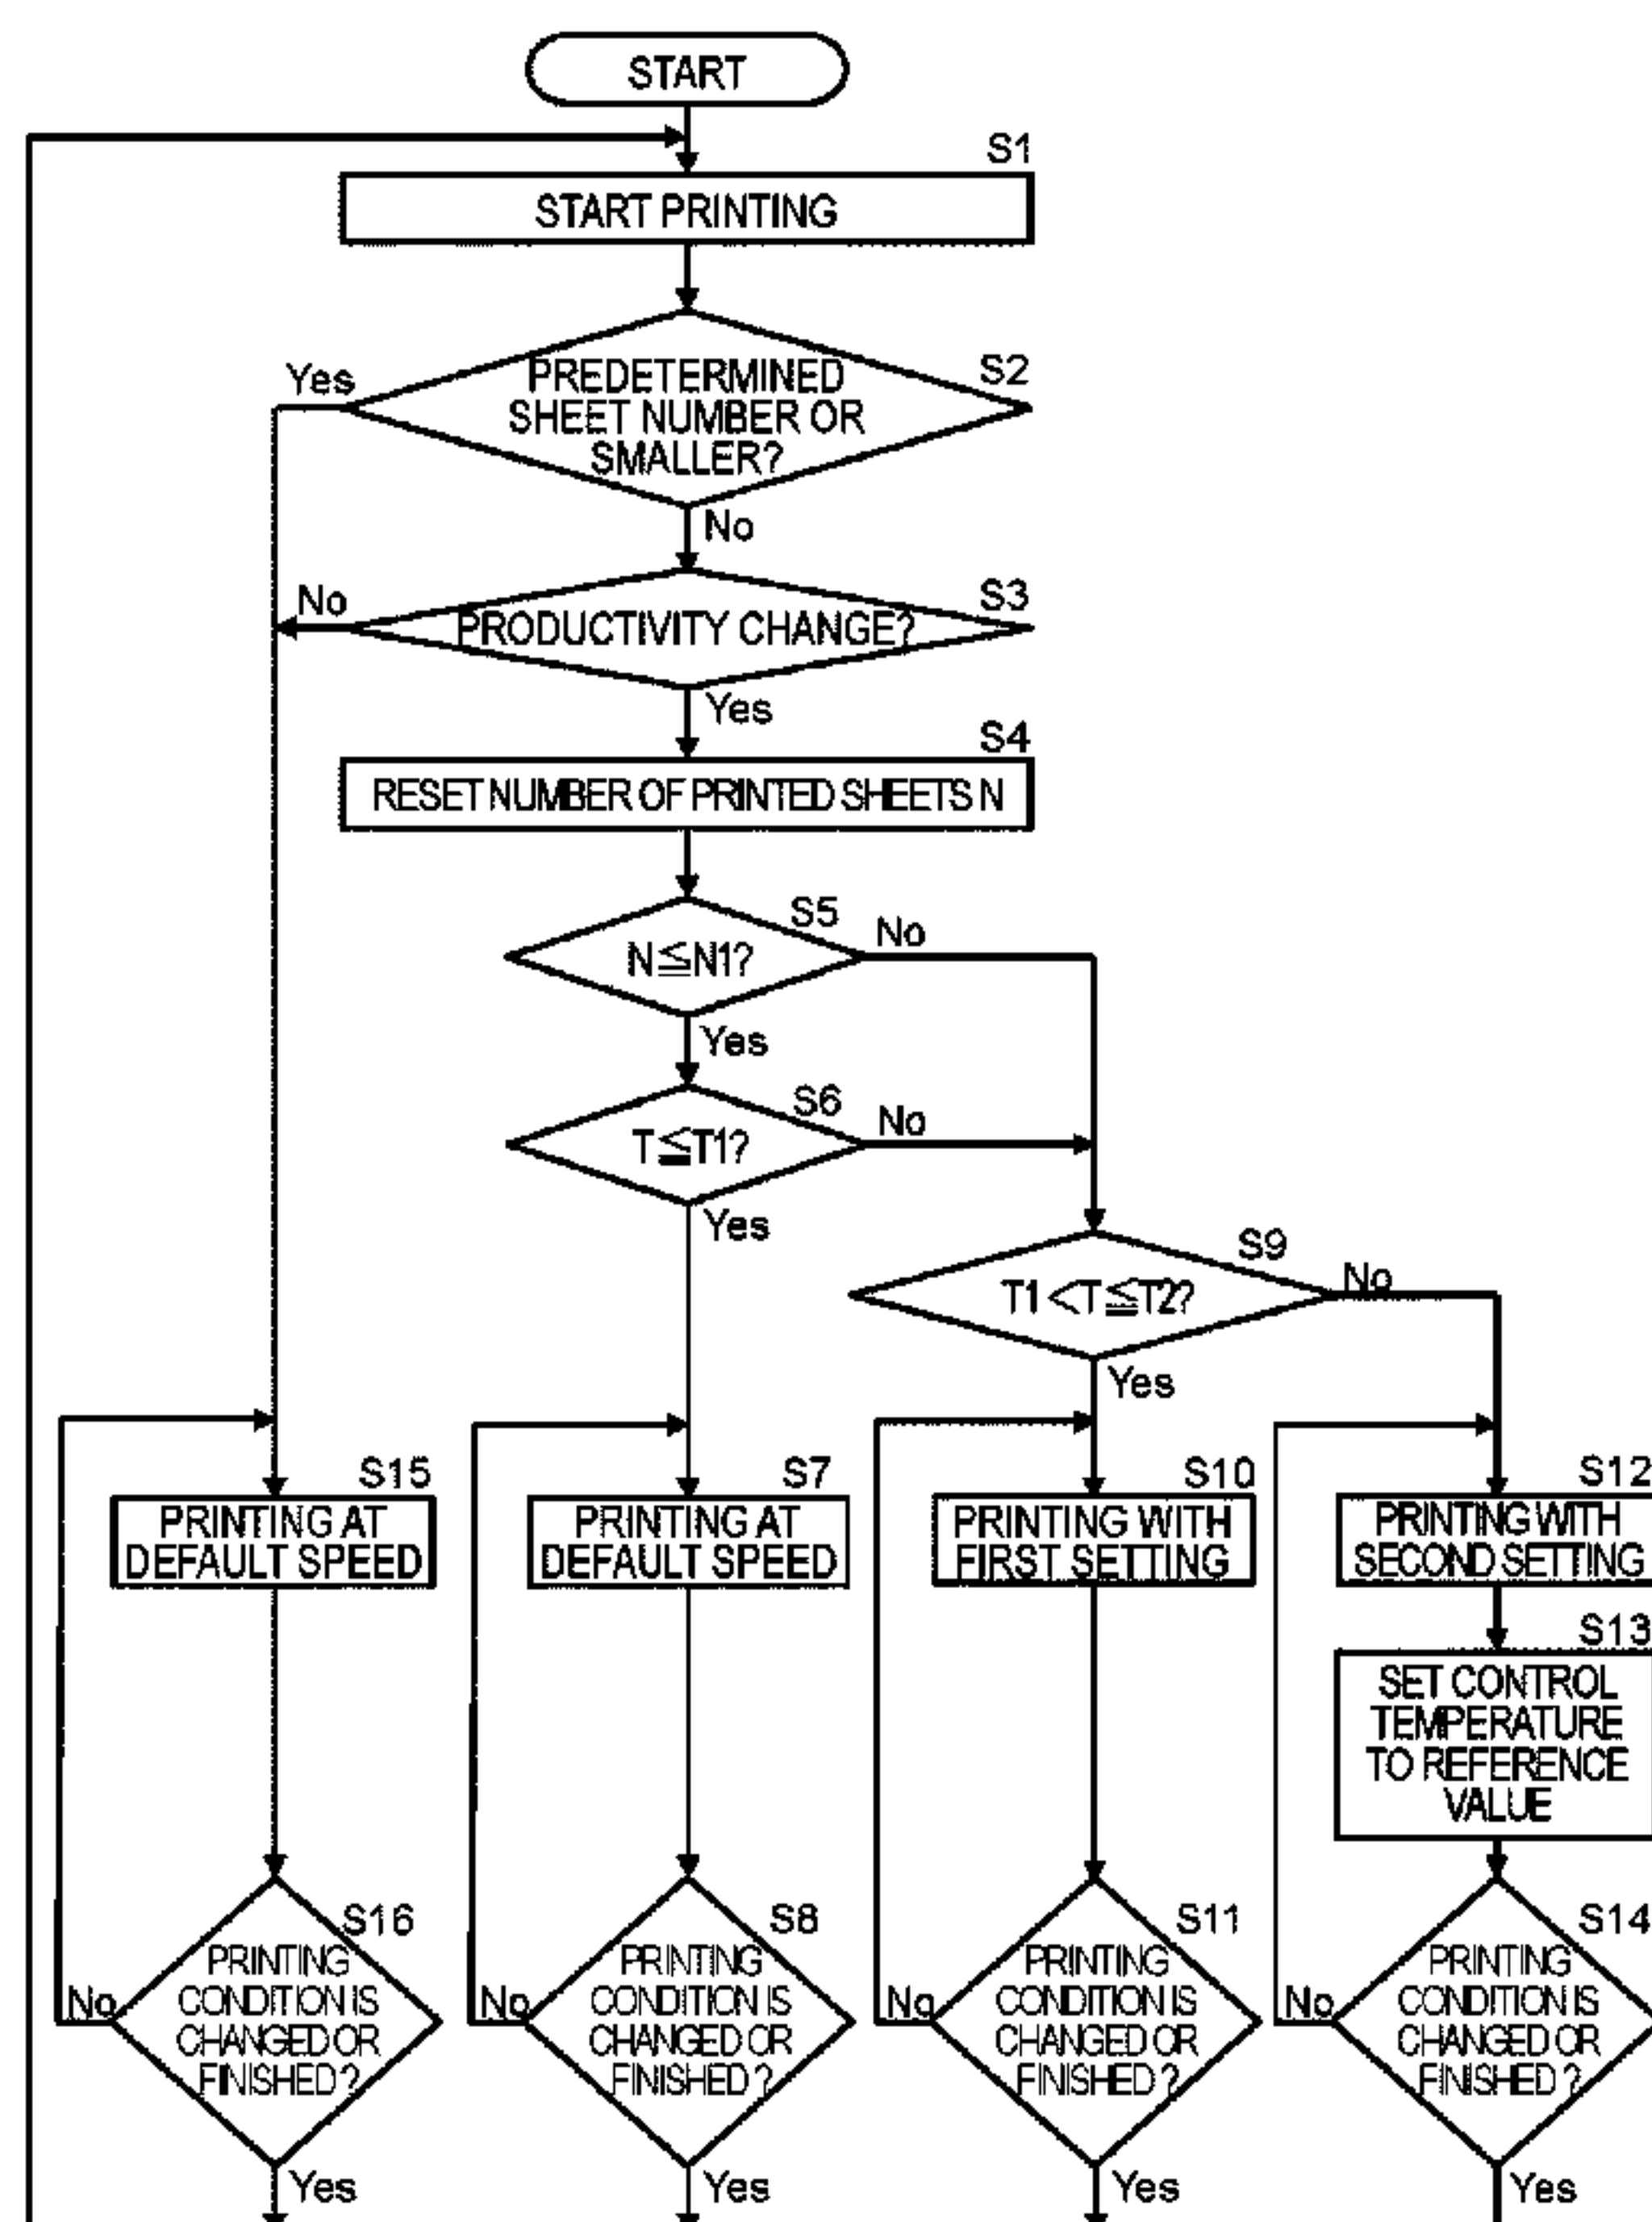 START
S1
START PRINTING
S2
Yes
PREDETERMINED
SHEET NUMBER OR
SMALLER?
No
S3
No
PRODUCTIVITY CHANGE?
Yes
S4
RESET NUMBER OF PRINTED SHEETS N
S5
No
N≦N1?
Yes
S6
No
T≦T1?
Yes
S9
No
T1<T≦T2?
Yes
S15
PRINTING AT
DEFAULT SPEED
S7
PRINTING AT
DEFAULT SPEED
S10
PRINTING WITH
FIRST SETTING
S12
PRINTING WITH
SECOND SETTING
S13
SET CONTROL
TEMPERATURE
TO REFERENCE
VALUE
S16
PRINTING
CONDITION IS
CHANGED OR
FINISHED?
No
Yes
S8
PRINTING
CONDITION IS
CHANGED OR
FINISHED?
No
Yes
S11
PRINTING
CONDITION IS
CHANGED OR
FINISHED?
No
Yes
S14
PRINTING
CONDITION IS
CHANGED OR
FINISHED?
No
Yes